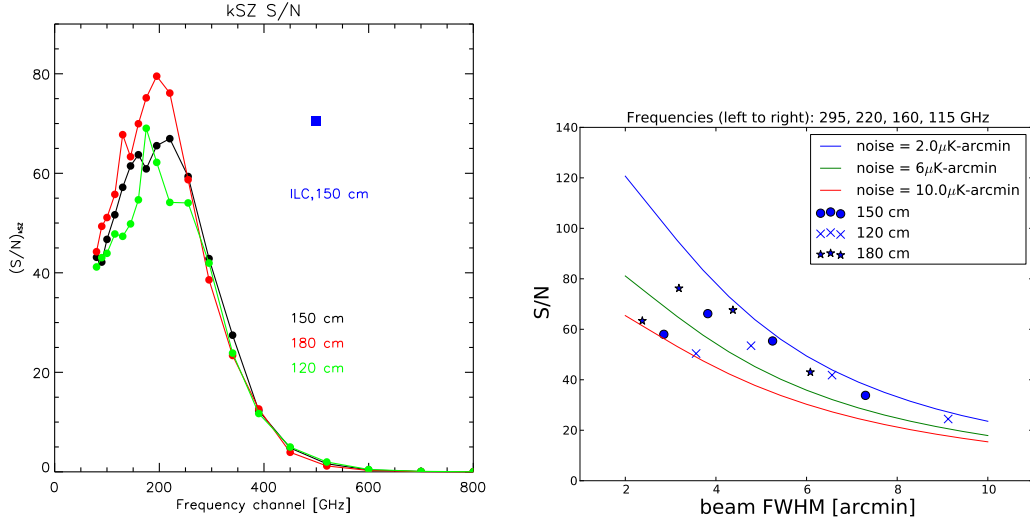 kSZ S/N
80
60
40
20
0
(S/N)kSZ
ILC,150 cm
150 cm
180 cm
120 cm
0 200 400 600 800
Frequency channel [GHz]
Frequencies (left to right): 295, 220, 160, 115 GHz
140
120
100
80
60
40
20
0
S/N
noise = 2.0μK-arcmin
noise = 6μK-arcmin
noise = 10.0μK-arcmin
150 cm
120 cm
180 cm
2 4 6 8 10
beam FWHM [arcmin]